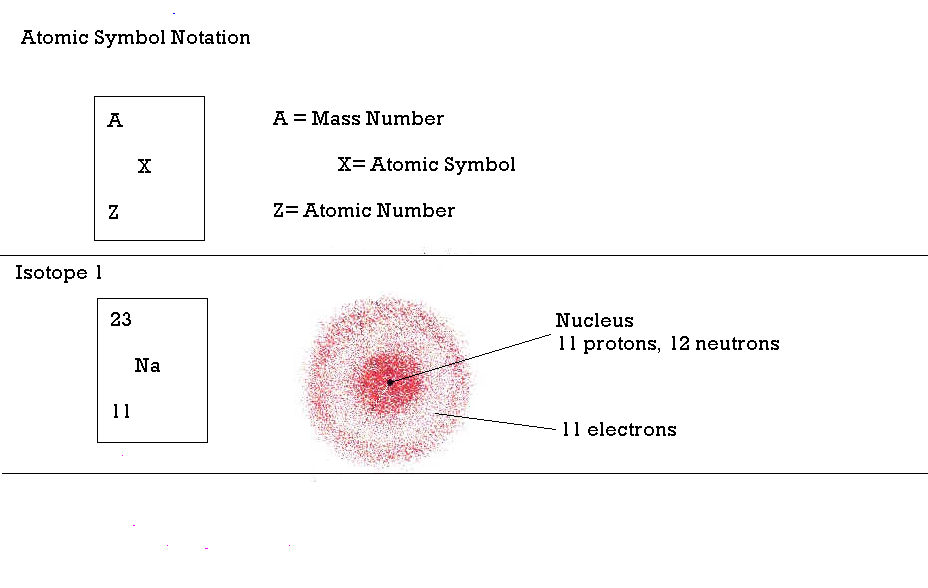 Atomic Symbol Notation
A
A = Mass Number
X
X= Atomic Symbol
Z
Z= Atomic Number
Isotope 1
23
Na
11
Nucleus
11 protons, 12 neutrons
11 electrons